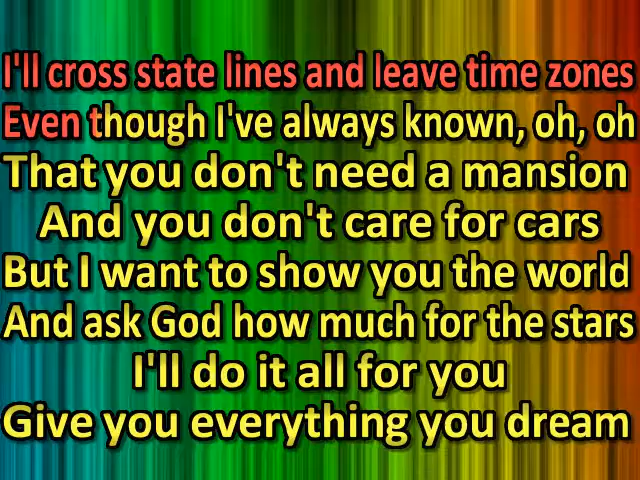 I'll cross state lines and leave time zones
Even though I've always known, oh, oh
That you don't need a mansion
And you don't care for cars
But I want to show you the world
And ask God how much for the stars
I'll do it all for you
Give you everything you dream